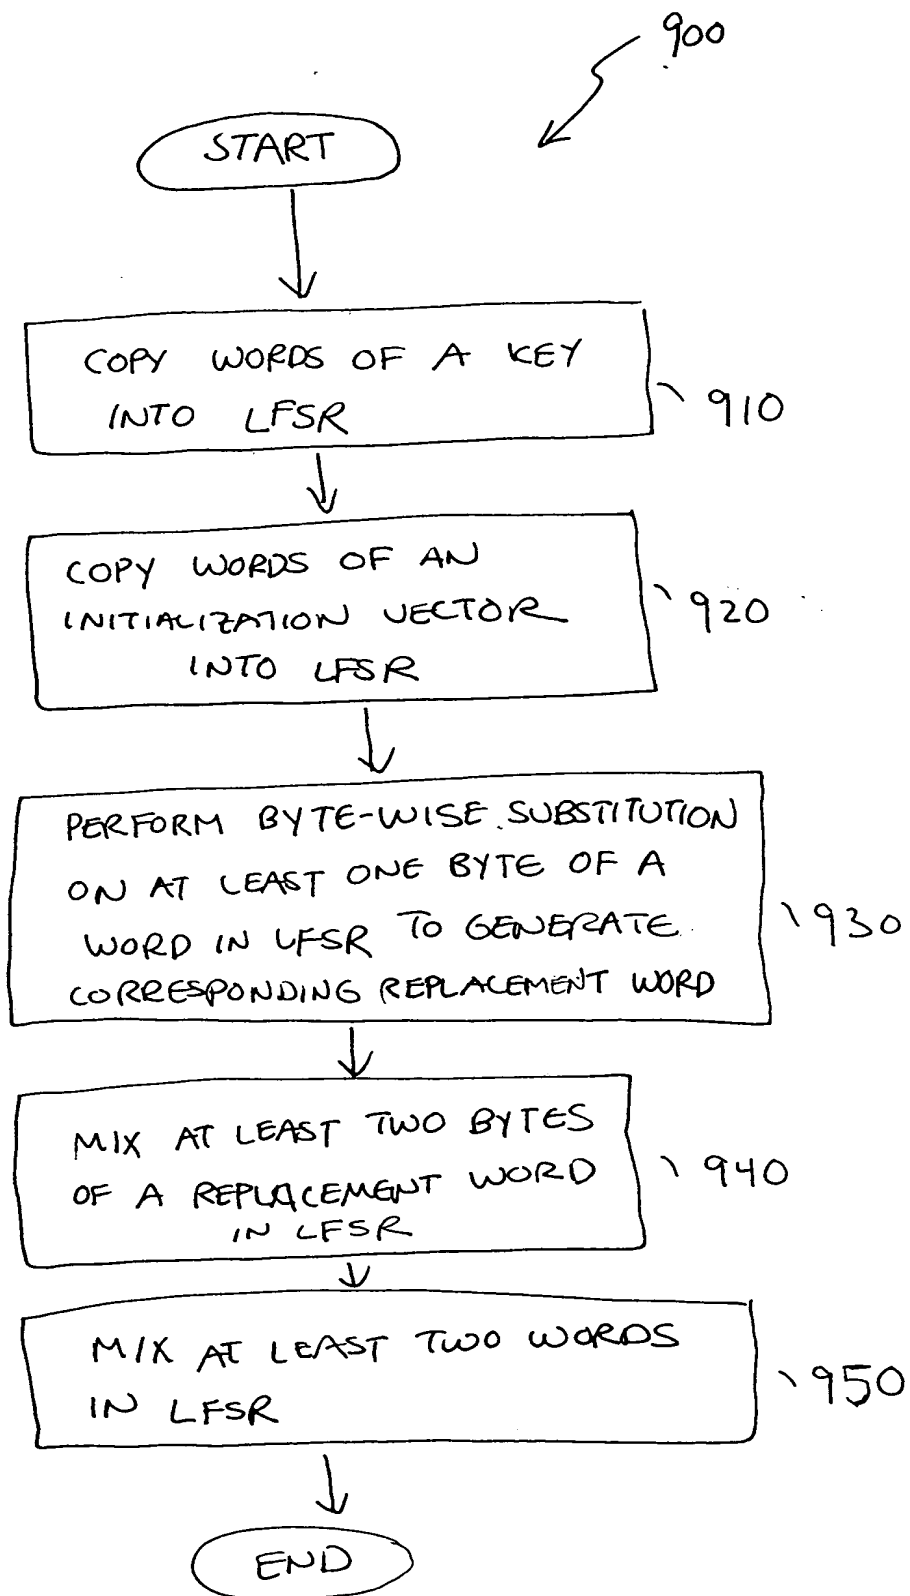 900
START
COPY WORDS OF A KEY
INTO LFSR
910
COPY WORDS OF AN
INITIALIZATION VECTOR
INTO LFSR
920
PERFORM BYTE-WISE SUBSTITUTION
ON AT LEAST ONE BYTE OF A
WORD IN LFSR TO GENERATE
CORRESPONDING REPLACEMENT WORD
930
MIX AT LEAST TWO BYTES
OF A REPLACEMENT WORD
IN LFSR
940
MIX AT LEAST TWO WORDS
IN LFSR
950
END